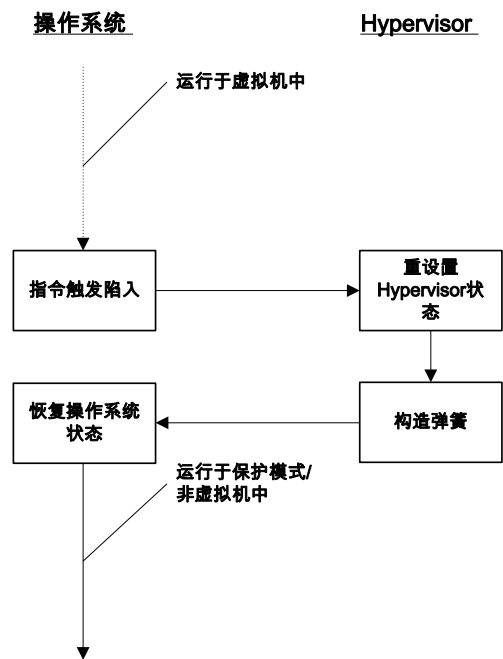 操作系统
Hypervisor
运行于虚拟机中
指令触发陷入
重设置
Hypervisor状
态
恢复操作系统
状态
构造弹簧
运行于保护模式/
非虚拟机中